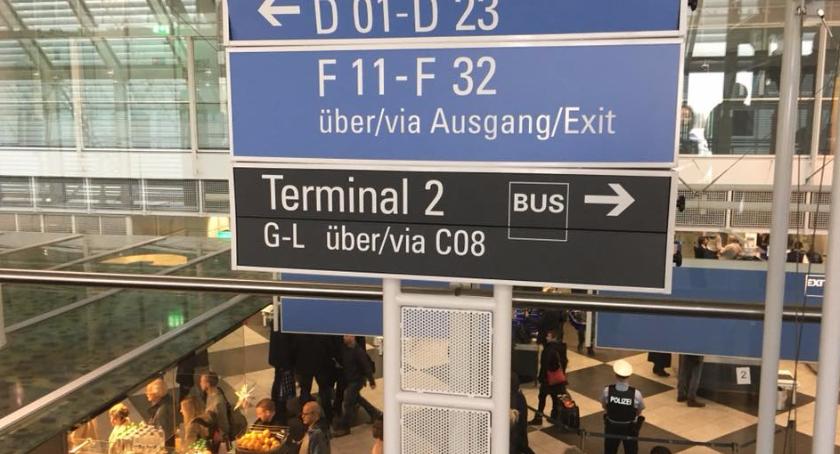 ← D 01-D 23
F 11-F 32
über/via Ausgang/Exit
Terminal 2 BUS →
G-L über/via C08
EXIT
2
POLIZEI